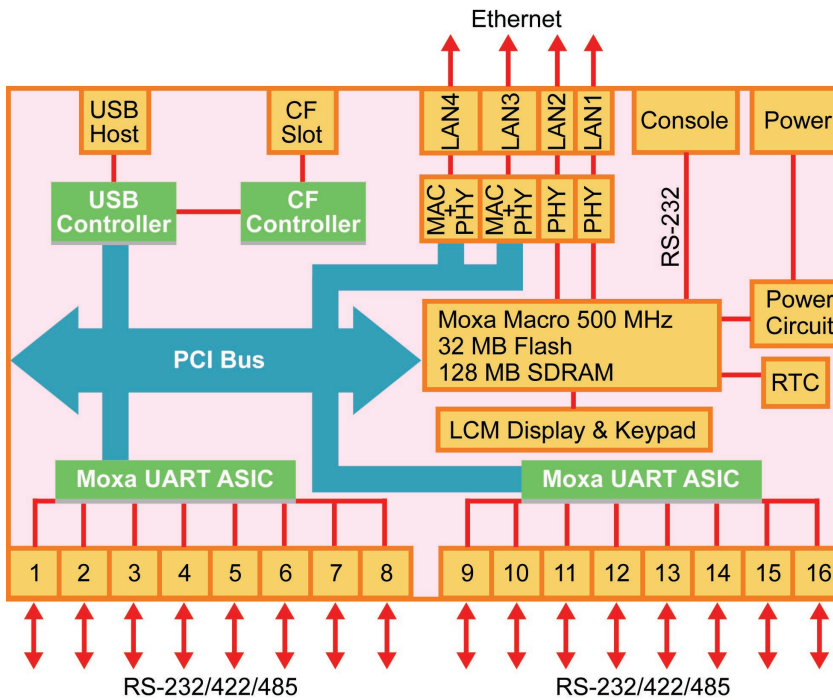 Ethernet
USB
Host
CF
Slot
LAN4
LAN3
LAN2
LAN1
Console
Power
USB
Controller
CF
Controller
MAC
+
PHY
MAC
+
PHY
PHY
PHY
RS-232
Moxa Macro 500 MHz
32 MB Flash
128 MB SDRAM
Power
Circuit
PCI Bus
RTC
LCM Display & Keypad
Moxa UART ASIC
Moxa UART ASIC
1 2 3 4 5 6 7 8
9 10 11 12 13 14 15 16
RS-232/422/485
RS-232/422/485